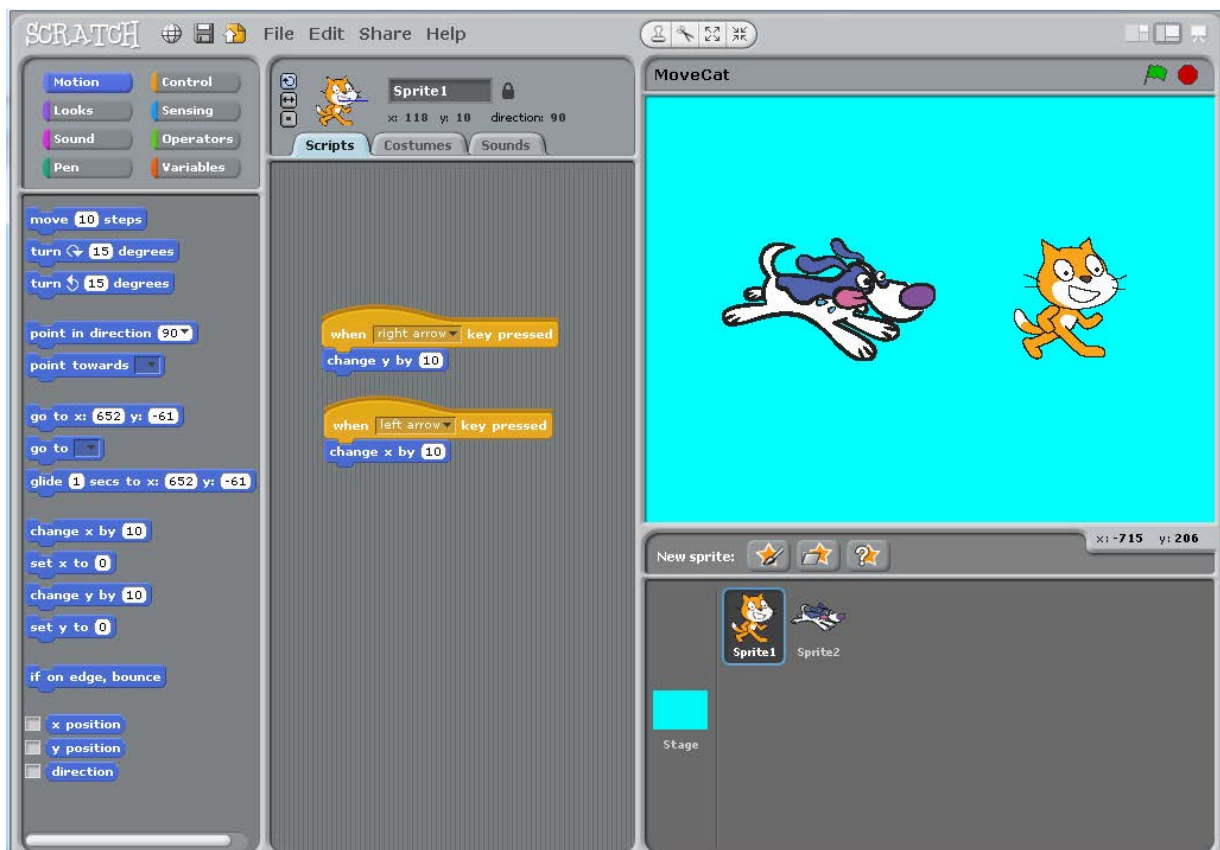 SCRATCH File Edit Share Help
Motion Control
Looks Sensing
Sound Operators
Pen Variables
move 10 steps
turn 15 degrees
turn 15 degrees
point in direction 90
point towards
go to x: 652 y: -61
go to
glide 1 secs to x: 652 y: -61
change x by 10
set x to 0
change y by 10
set y to 0
if on edge, bounce
x position
y position
direction
Sprite1
x: 118 y: 10 direction: 90
Scripts Costumes Sounds
when right arrow key pressed
change y by 10
when left arrow key pressed
change x by 10
MoveCat
x: -715 y: 206
New sprite:
Sprite1 Sprite2
Stage